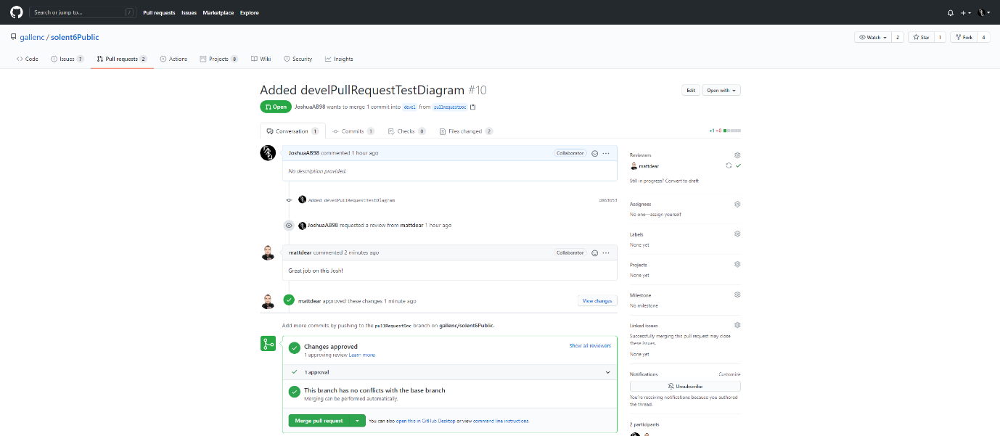 Search or jump to... /
Pull requests Issues Marketplace Explore
gallenc / solent6Public
Watch 2 Star 1 Fork 4
Code Issues 7 Pull requests 2 Actions Projects 8 Wiki Security Insights
Added develPullRequestTestDiagram #10
Edit Open with
Open JoshuaAB98 wants to merge 1 commit into devel from pullRequestDoc
Conversation 1 Commits 1 Checks 0 Files changed 2
+1 −0
JoshuaAB98 commented 1 hour ago
Collaborator
No description provided.
Added develPullRequestTestDiagram
JoshuaAB98 requested a review from mattdear 1 hour ago
mattdear commented 2 minutes ago
Collaborator
Great job on this Josh!
mattdear approved these changes 1 minute ago
View changes
Add more commits by pushing to the pullRequestDoc branch on gallenc/solent6Public.
Changes approved
1 approving review Learn more.
Show all reviewers
1 approval
This branch has no conflicts with the base branch
Merging can be performed automatically.
Merge pull request
You can also open this in GitHub Desktop or view command line instructions.
Reviewers
mattdear
Still in progress? Convert to draft
Assignees
No one—assign yourself
Labels
None yet
Projects
None yet
Milestone
No milestone
Linked issues
Successfully merging this pull request may close
these issues.
None yet
Notifications Customize
Unsubscribe
You're receiving notifications because you authored
the thread.
2 participants